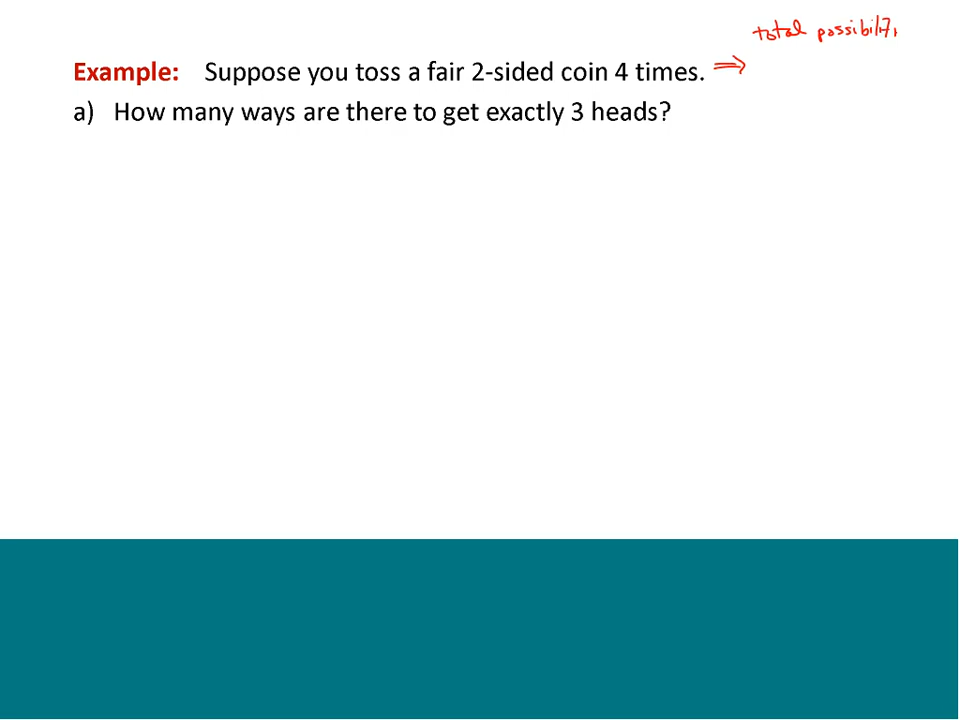 total possibilit
Example: Suppose you toss a fair 2-sided coin 4 times. ⇒
a) How many ways are there to get exactly 3 heads?